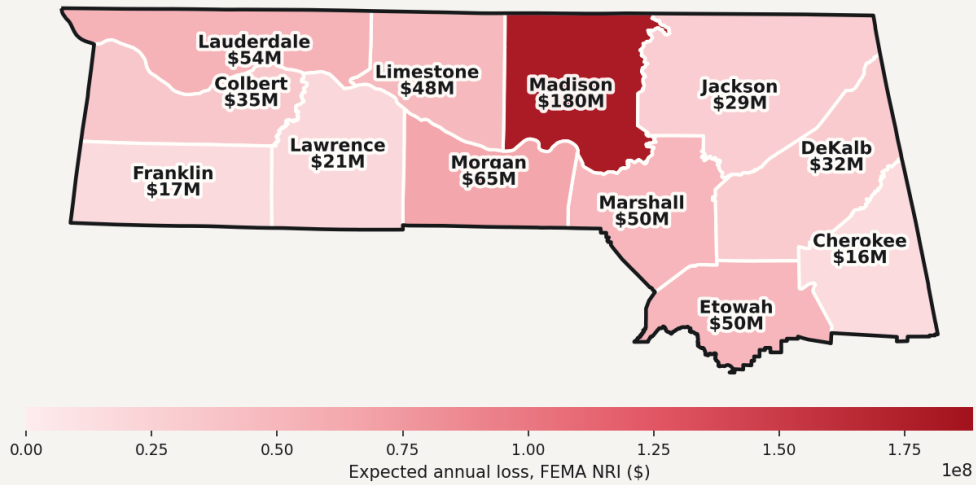 Lauderdale
$54M
Limestone
$48M
Madison
$180M
Jackson
$29M
Colbert
$35M
Lawrence
$21M
Morgan
$65M
DeKalb
$32M
Franklin
$17M
Marshall
$50M
Cherokee
$16M
Etowah
$50M
0.00 0.25 0.50 0.75 1.00 1.25 1.50 1.75
1e8
Expected annual loss, FEMA NRI ($)